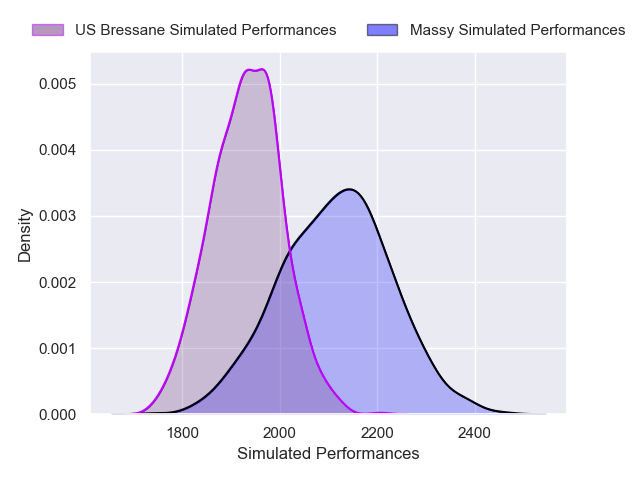 US Bressane Simulated Performances Massy Simulated Performances
0.005
0.004
0.003
0.002
0.001
0.000
Density
1800 2000 2200 2400
Simulated Performances